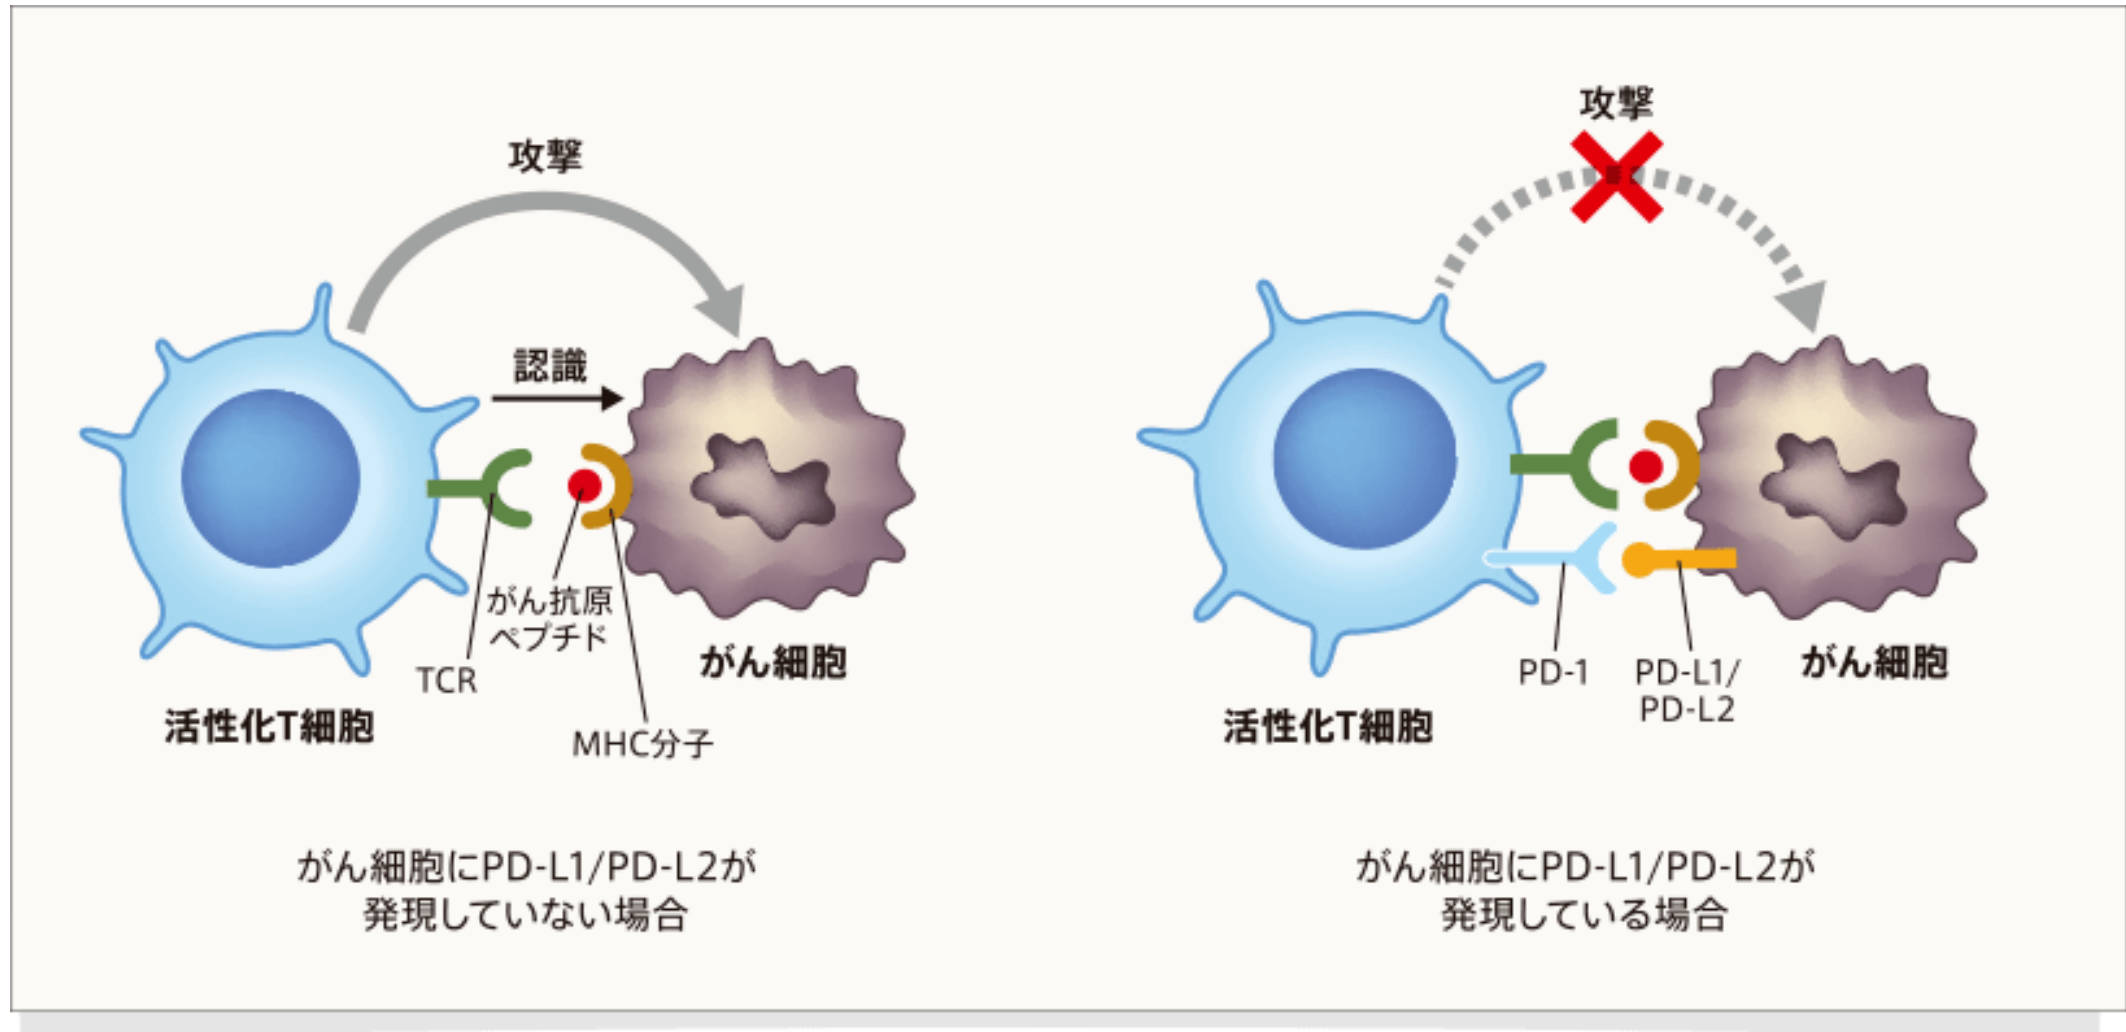 攻撃
認識
がん抗原
ペプチド
TCR
MHC分子
がん細胞
活性化T細胞
がん細胞にPD-L1/PD-L2が
発現していない場合
攻撃
PD-1
PD-L1/
PD-L2
がん細胞
活性化T細胞
がん細胞にPD-L1/PD-L2が
発現している場合